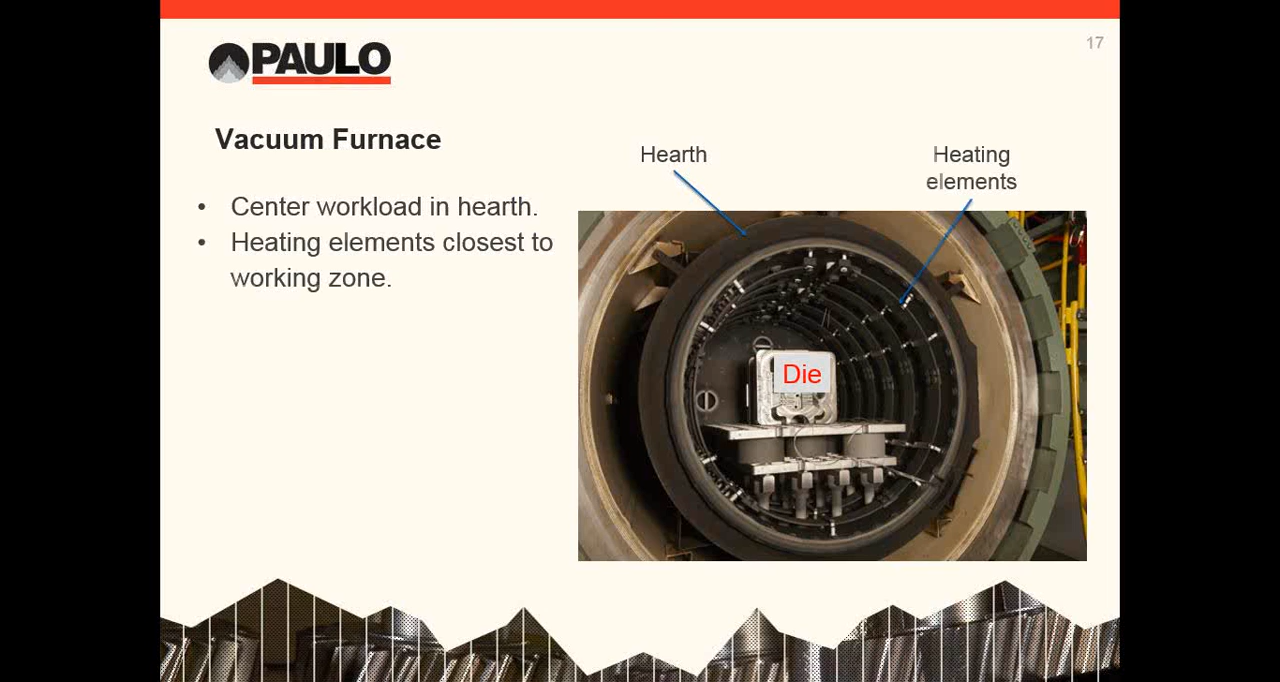 17
PAULO
Vacuum Furnace
• Center workload in hearth.
• Heating elements closest to
working zone.
Hearth
Heating
elements
Die